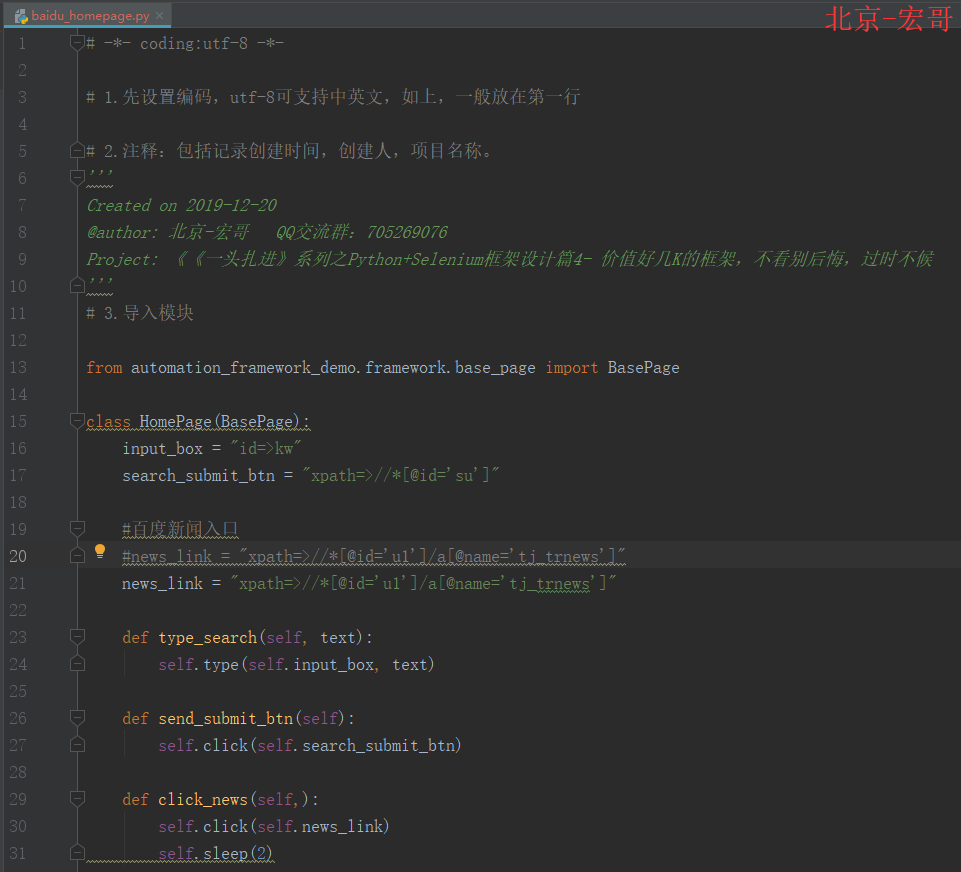 baidu_homepage.py
北京-宏哥
1 # -*- coding:utf-8 -*-
2
3 # 1.先设置编码，utf-8可支持中英文，如上，一般放在第一行
4
5 # 2.注释：包括记录创建时间，创建人，项目名称。
6 '''
7 Created on 2019-12-20
8 @author: 北京-宏哥   QQ交流群：705269076
9 Project: 《《一头扎进》系列之Python+Selenium框架设计篇4- 价值好几K的框架，不看别后悔，过时不候
10 '''
11 # 3.导入模块
12
13 from automation_framework_demo.framework.base_page import BasePage
14
15 class HomePage(BasePage):
16     input_box = "id=>kw"
17     search_submit_btn = "xpath=>//*[@id='su']"
18
19     #百度新闻入口
20     #news_link = "xpath=>//*[@id='u1']/a[@name='tj_trnews']"
21     news_link = "xpath=>//*[@id='u1']/a[@name='tj_trnews']"
22
23     def type_search(self, text):
24         self.type(self.input_box, text)
25
26     def send_submit_btn(self):
27         self.click(self.search_submit_btn)
28
29     def click_news(self,):
30         self.click(self.news_link)
31         self.sleep(2)